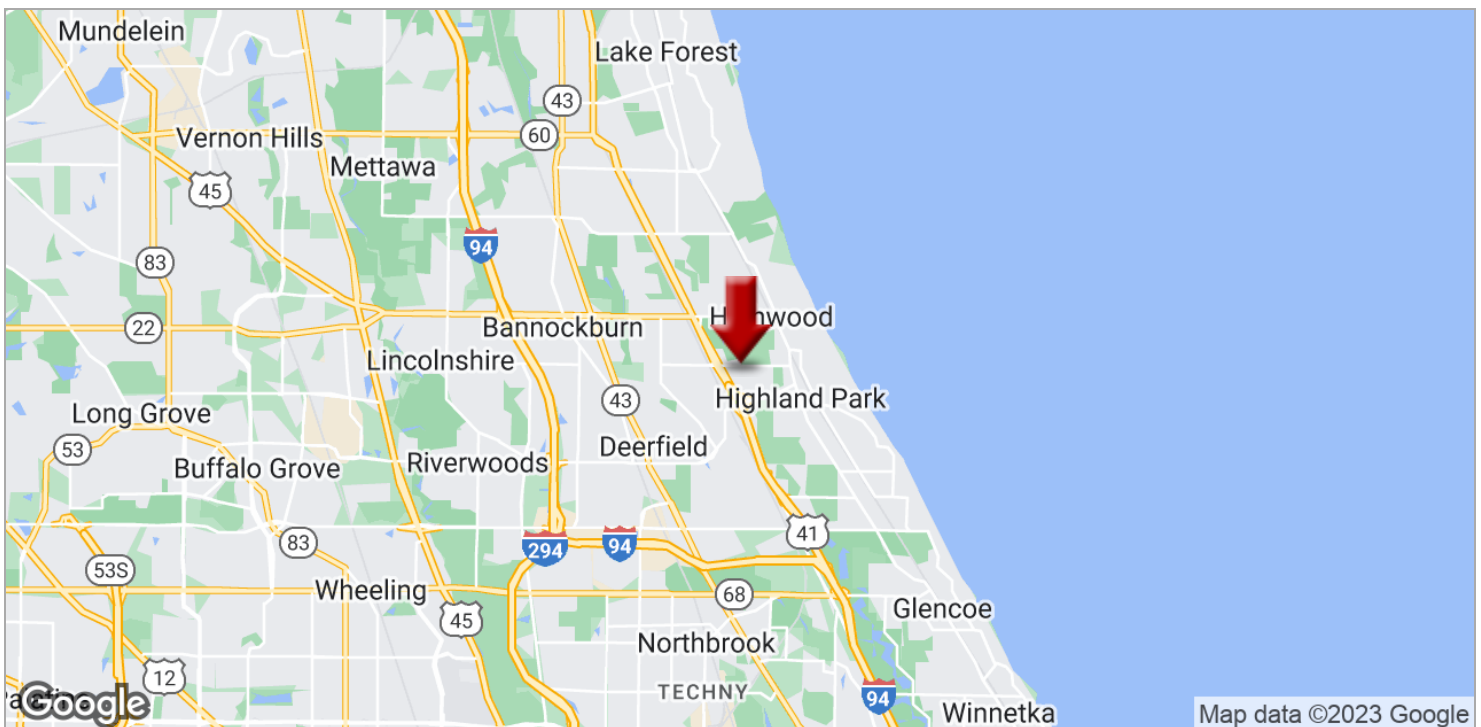 Mundelein
Lake Forest
43
60
Vernon Hills
Mettawa
45
94
83
22
Bannockburn
Lincolnshire
Highland Park
43
Long Grove
53
Deerfield
Buffalo Grove
Riverwoods
41
83
294
94
53S
Wheeling
68
45
Glencoe
Northbrook
12
TECHNY
94
Google
Winnetka
Map data ©2023 Google